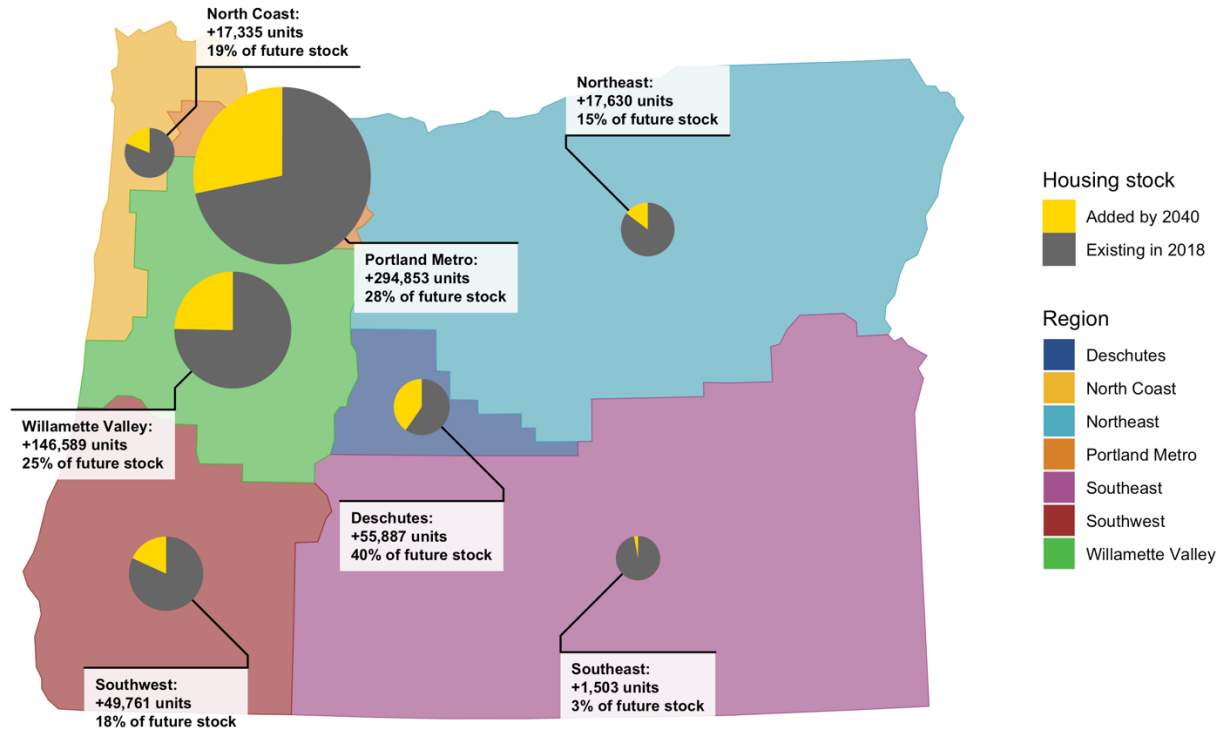 North Coast:
+17,335 units
19% of future stock
Northeast:
+17,630 units
15% of future stock
Portland Metro:
+294,853 units
28% of future stock
Willamette Valley:
+146,589 units
25% of future stock
Deschutes:
+55,887 units
40% of future stock
Southwest:
+49,761 units
18% of future stock
Southeast:
+1,503 units
3% of future stock
Housing stock
Added by 2040
Existing in 2018
Region
Deschutes
North Coast
Northeast
Portland Metro
Southeast
Southwest
Willamette Valley